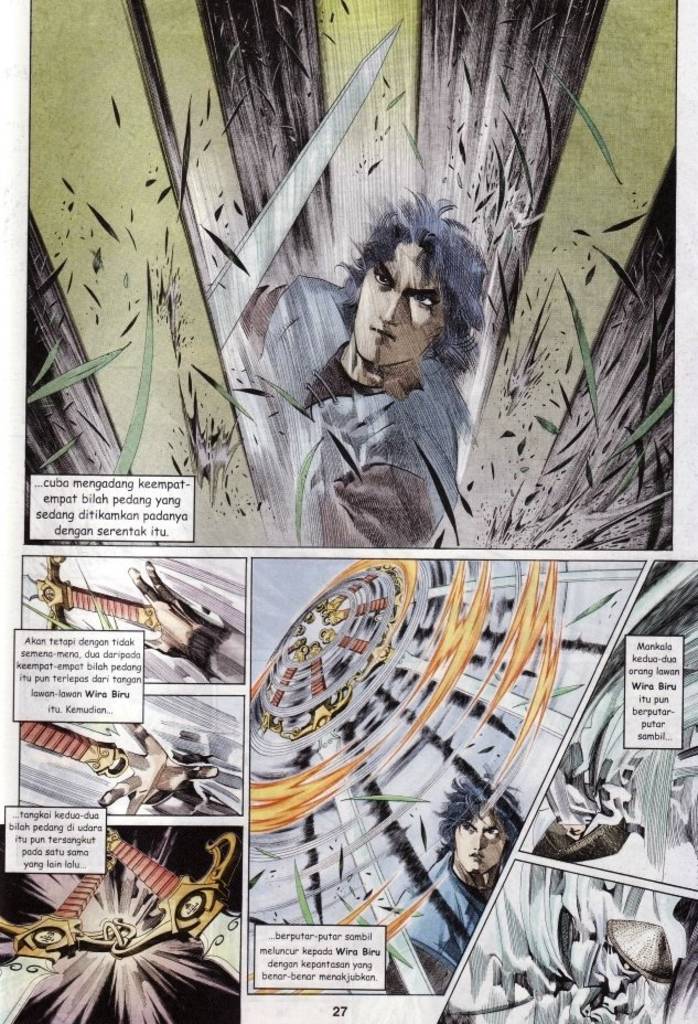 ...cuba mengadang keempat-
empat bilah pedang yang
sedang ditikamkan padanya
dengan serentak itu.
Akan tetapi dengan tidak
semena-mena, dua daripada
keempat-empat bilah pedang
itu pun terlepas dari tangan
lawan-lawan Wira Biru
itu. Kemudian...
...tangkai kedua-dua
bilah pedang di udara
itu pun tersangkut
pada satu sama
yang lain lalu...
...berputar-putar sambil
meluncur kepada Wira Biru
dengan kepantasan yang
benar-benar menakjubkan.
Mankala
kedua-dua
orang lawan
Wira Biru
itu pun
berputar-
putar
sambil...
27